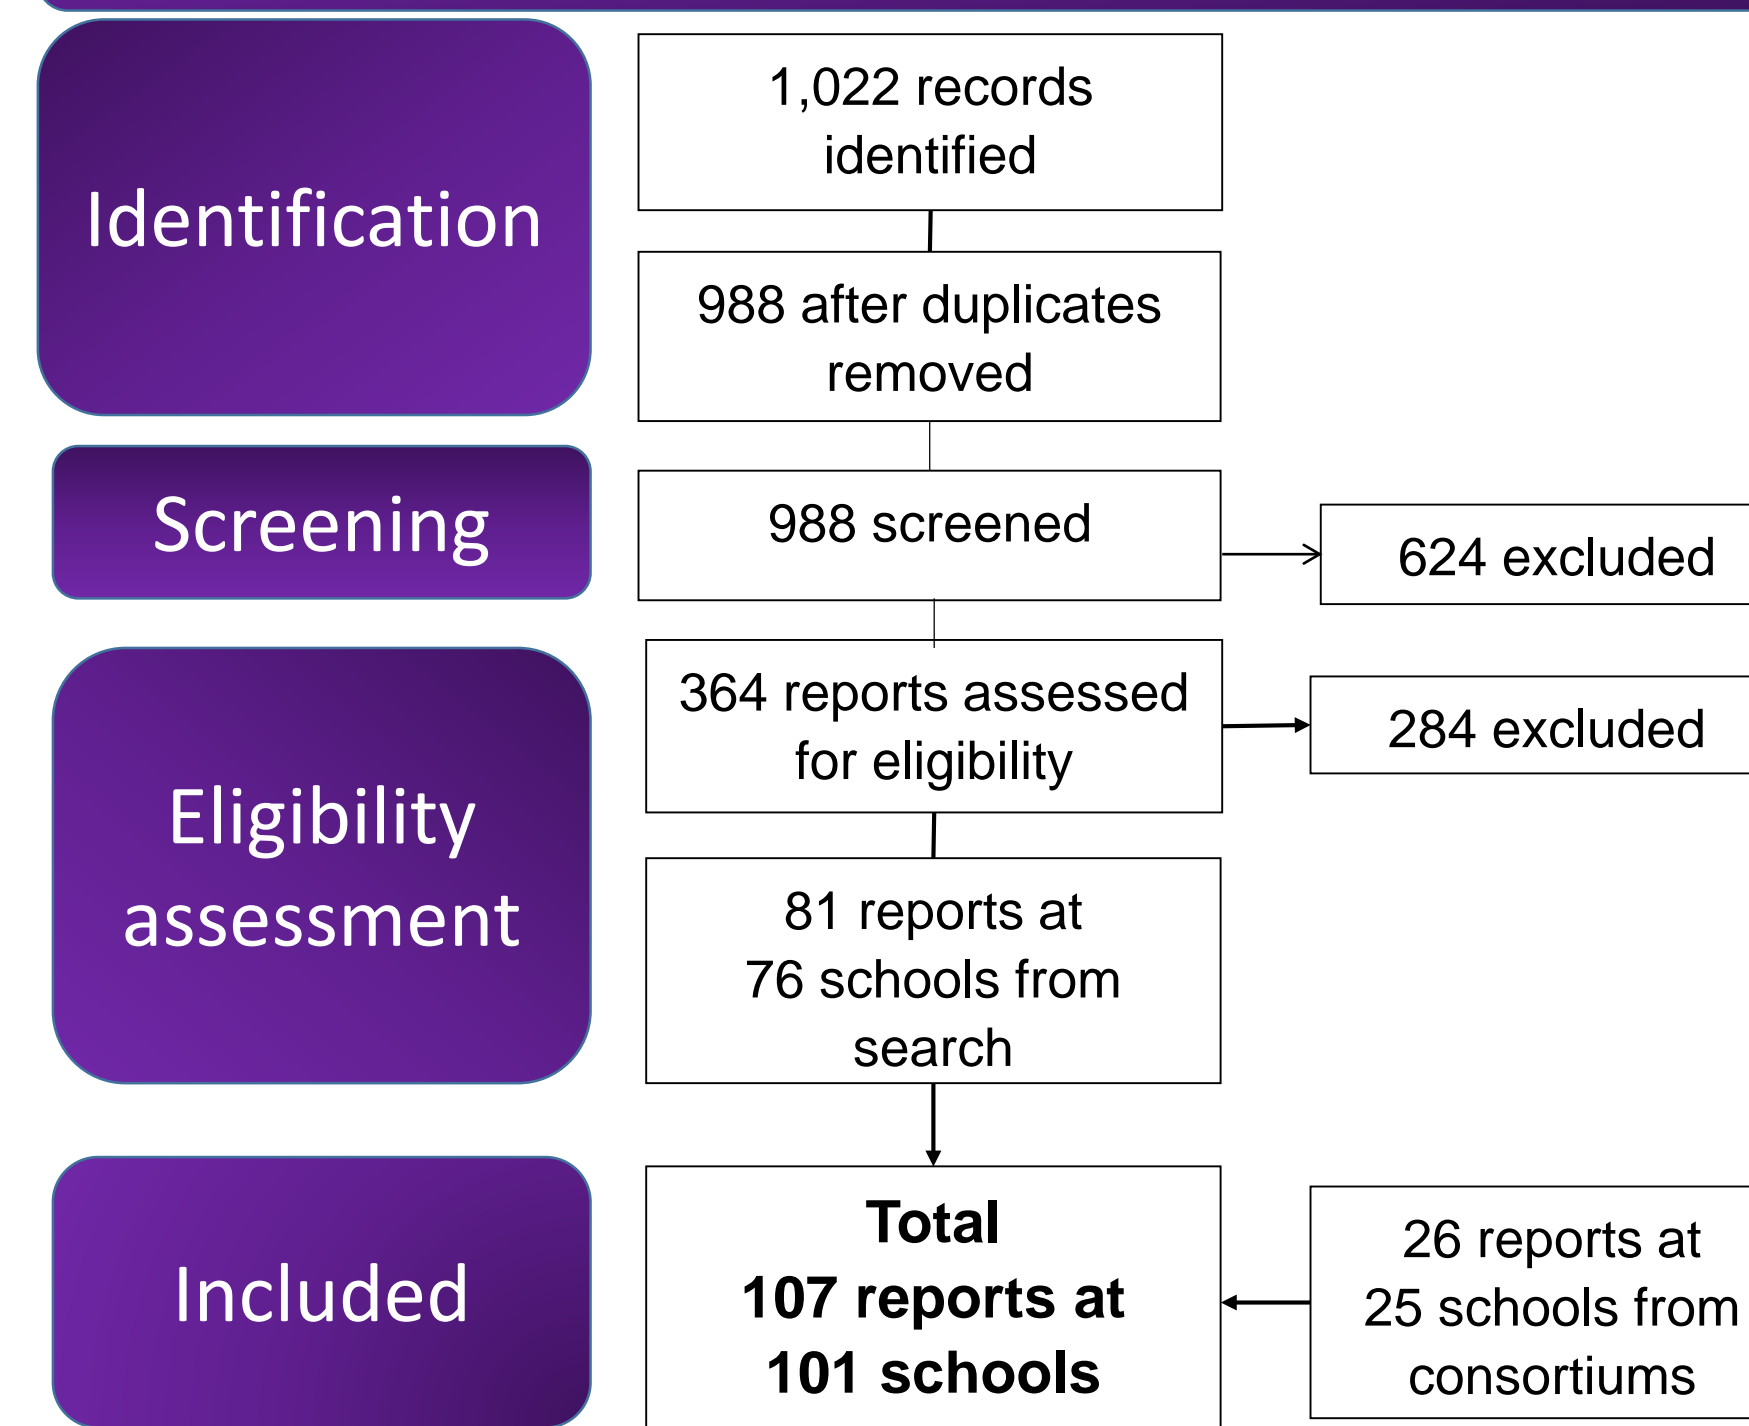 Identification
1,022 records
identified
988 after duplicates
removed
Screening
988 screened
624 excluded
Eligibility
assessment
364 reports assessed
for eligibility
284 excluded
81 reports at
76 schools from
search
Included
Total
107 reports at
101 schools
26 reports at
25 schools from
consortiums